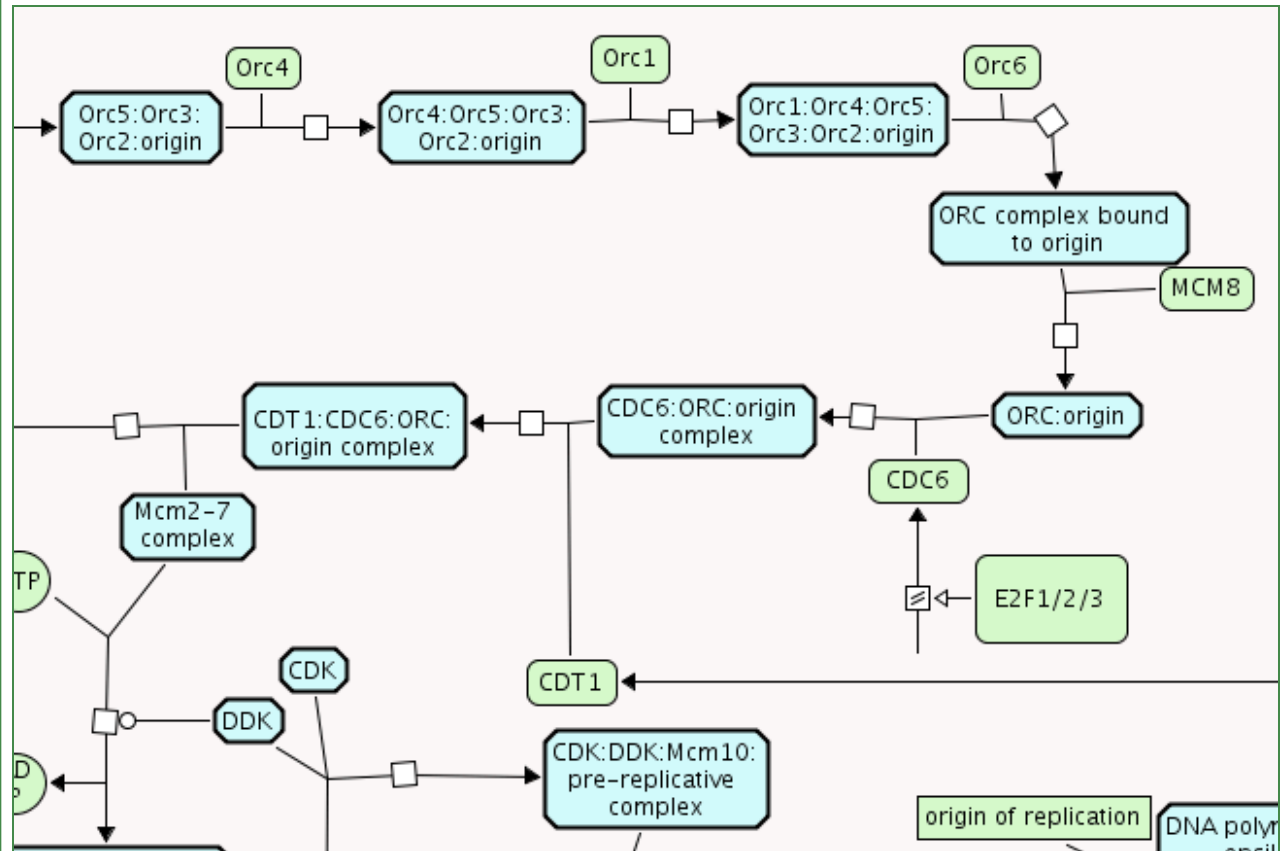 Orc4
Orc1
Orc6
Orc5:Orc3:
Orc2:origin
Orc4:Orc5:Orc3:
Orc2:origin
Orc1:Orc4:Orc5:
Orc3:Orc2:origin
ORC complex bound
to origin
MCM8
CDT1:CDC6:ORC:
origin complex
CDC6:ORC:origin
complex
ORC:origin
CDC6
Mcm2-7
complex
TP
E2F1/2/3
CDK
CDT1
DDK
CDK:DDK:Mcm10:
pre-replicative
complex
D
origin of replication
DNA